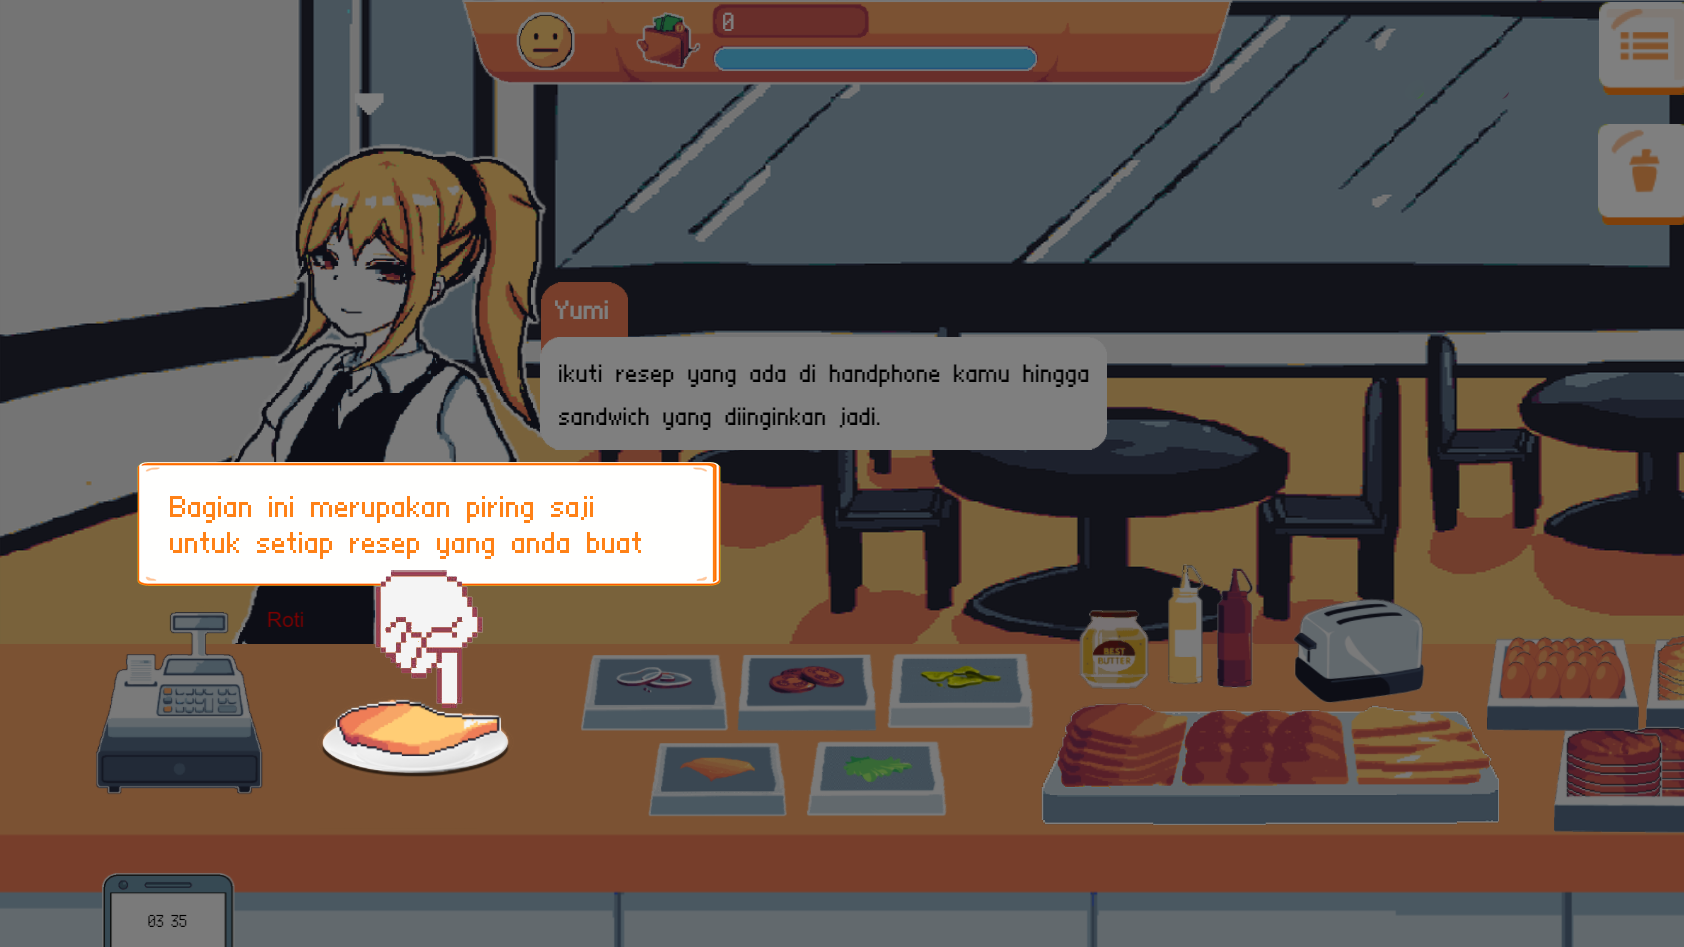 0
Yumi
ikuti resep yang ada di handphone kamu hingga
sandwich yang diinginkan jadi.
Bagian ini merupakan piring saji
untuk setiap resep yang anda buat
Roti
BEST
BUTTER
03 35